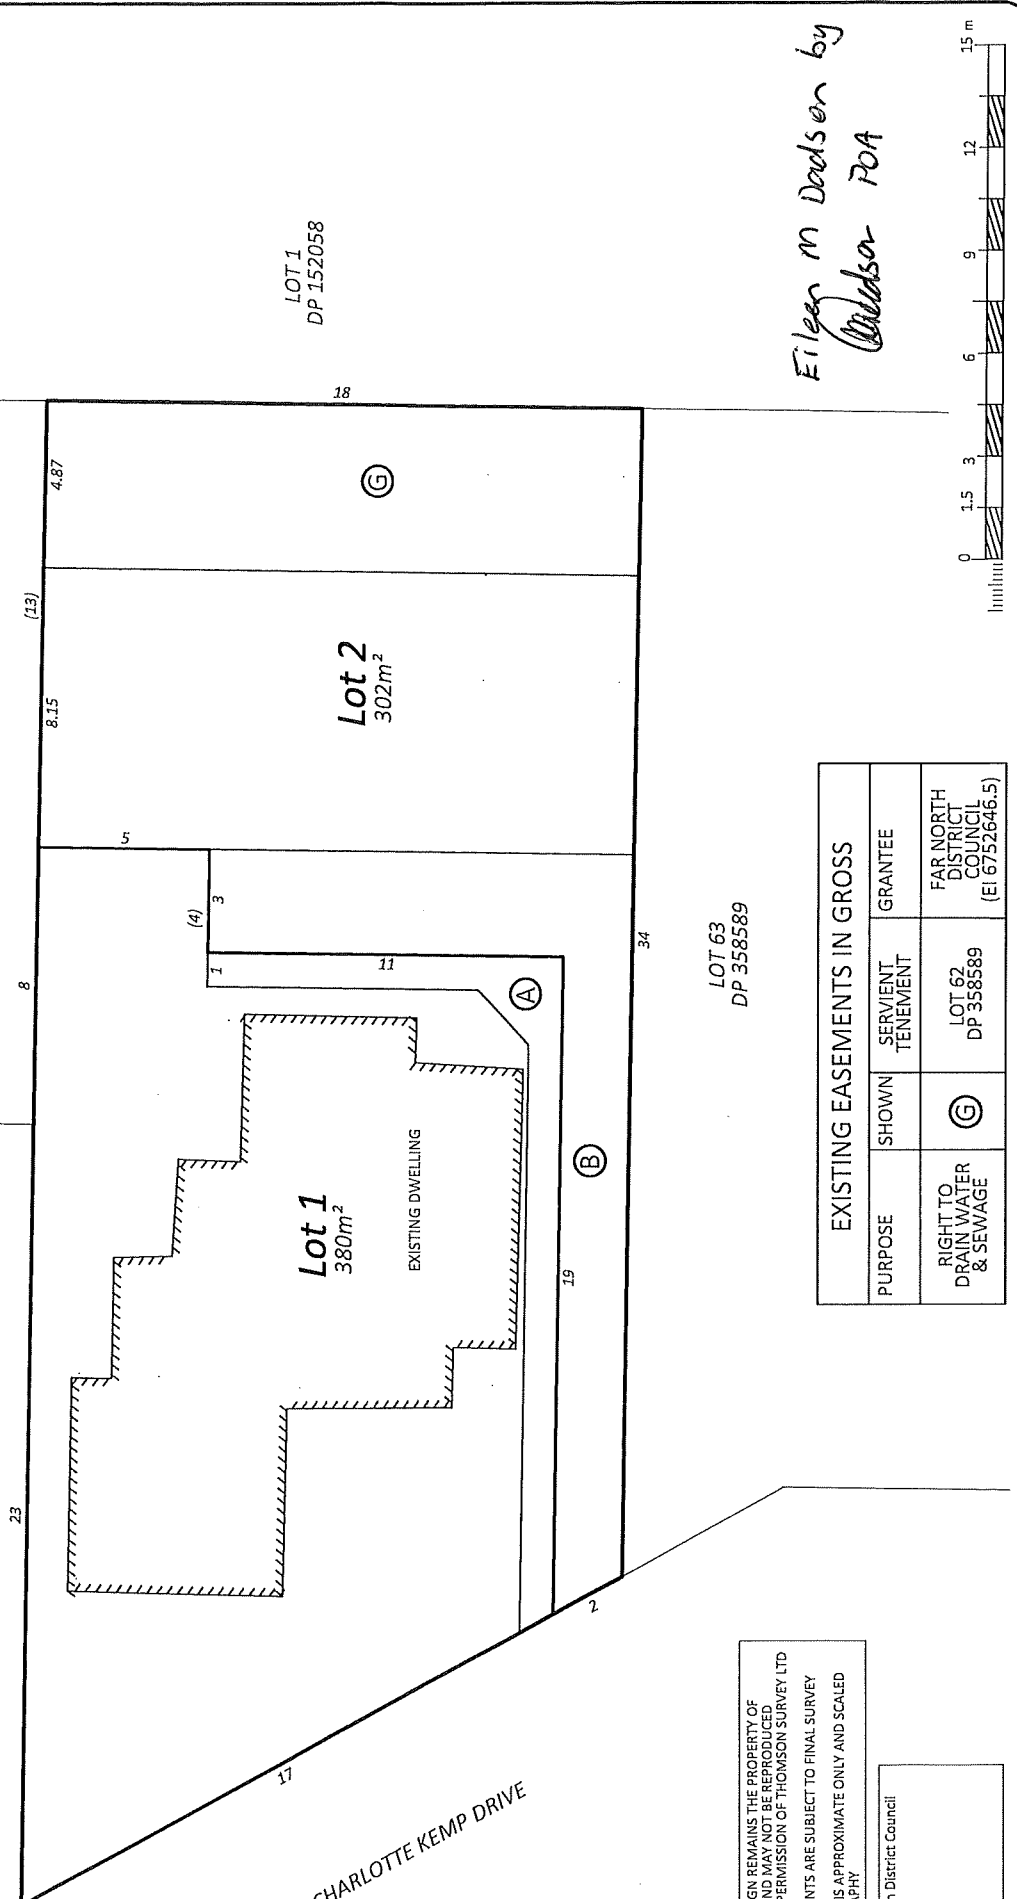 23
8
(13)
8.15
4.87
5
(4)
3
1
11
18
Lot 1
380m²
EXISTING DWELLING
Lot 2
302m²
G
A
B
19
34
17
2
CHARLOTTE KEMP DRIVE
LOT 1
DP 152058
LOT 63
DP 358589
Eileen M Dodson by
POA
EXISTING EASEMENTS IN GROSS
PURPOSE SHOWN SERVIENT TENEMENT GRANTEE
RIGHT TO
DRAIN WATER
& SEWAGE
G
LOT 62
DP 358589
FAR NORTH
DISTRICT
COUNCIL
(EI 6752646.5)
0 1.5 3 6 9 12 15 m
GN REMAINS THE PROPERTY OF
ND MAY NOT BE REPRODUCED
PERMISSION OF THOMSON SURVEY LTD
NTS ARE SUBJECT TO FINAL SURVEY
IS APPROXIMATE ONLY AND SCALED
PHY
District Council